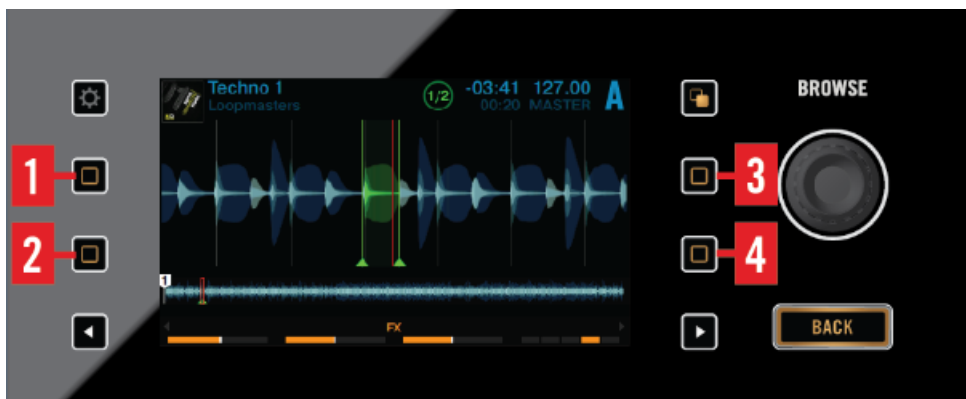 Techno 1
Loopmasters
1/2
-03:41 127.00
00:20 MASTER
A
BROWSE
1
3
2
4
1
FX
BACK